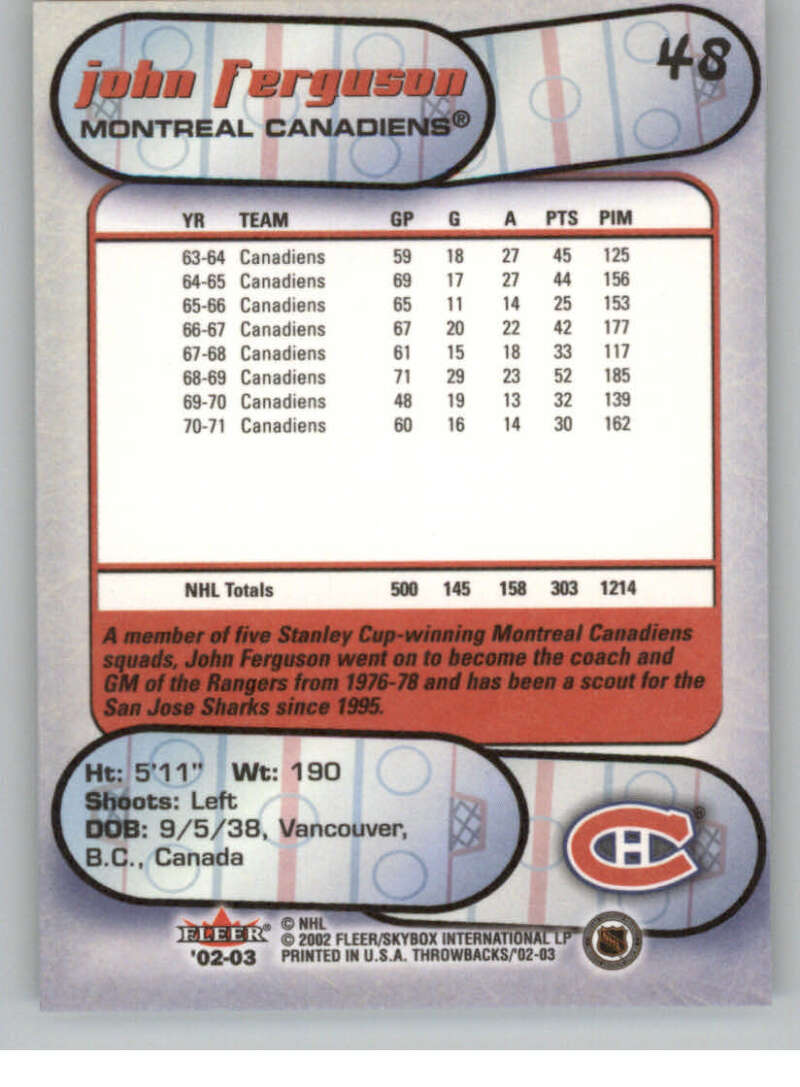 john Ferguson
MONTREAL CANADIENS®
48
YR TEAM GP G A PTS PIM
63-64 Canadiens 59 18 27 45 125
64-65 Canadiens 69 17 27 44 156
65-66 Canadiens 65 11 14 25 153
66-67 Canadiens 67 20 22 42 177
67-68 Canadiens 61 15 18 33 117
68-69 Canadiens 71 29 23 52 185
69-70 Canadiens 48 19 13 32 139
70-71 Canadiens 60 16 14 30 162
NHL Totals 500 145 158 303 1214
A member of five Stanley Cup-winning Montreal Canadiens
squads, John Ferguson went on to become the coach and
GM of the Rangers from 1976-78 and has been a scout for the
San Jose Sharks since 1995.
Ht: 5'11" Wt: 190
Shoots: Left
DOB: 9/5/38, Vancouver,
B.C., Canada
CH®
FLEER®
'02-03
© NHL
© 2002 FLEER/SKYBOX INTERNATIONAL LP
PRINTED IN U.S.A. THROWBACKS/'02-03